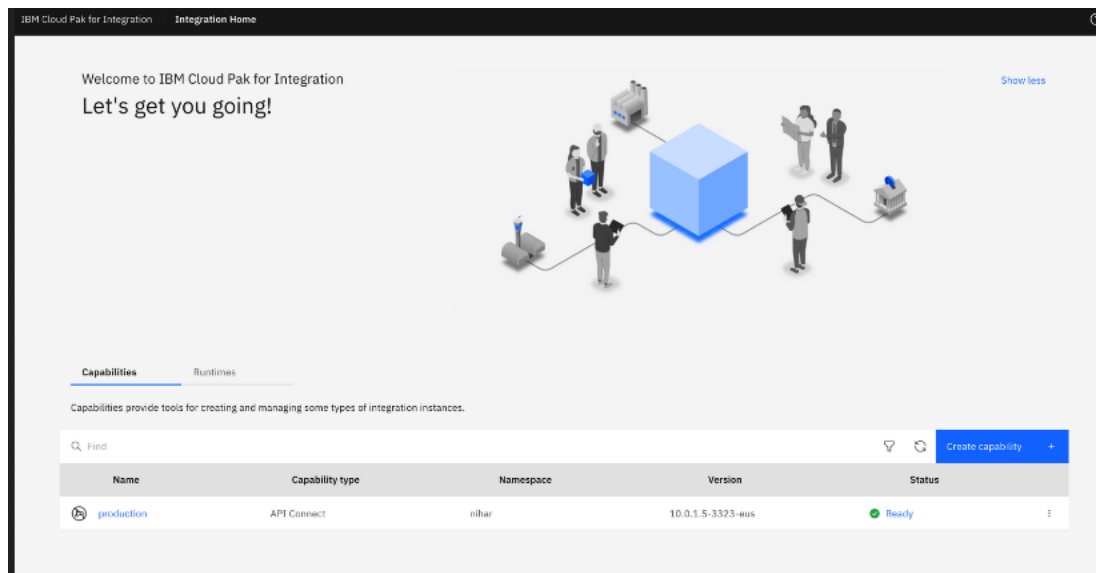 IBM Cloud Pak for Integration Integration Home
Welcome to IBM Cloud Pak for Integration
Show less
Let's get you going!
Capabilities Runtimes
Capabilities provide tools for creating and managing some types of integration instances.
Find Create capability +
Name Capability type Namespace Version Status
production API Connect nihar 10.0.1.5-3323-eus Ready